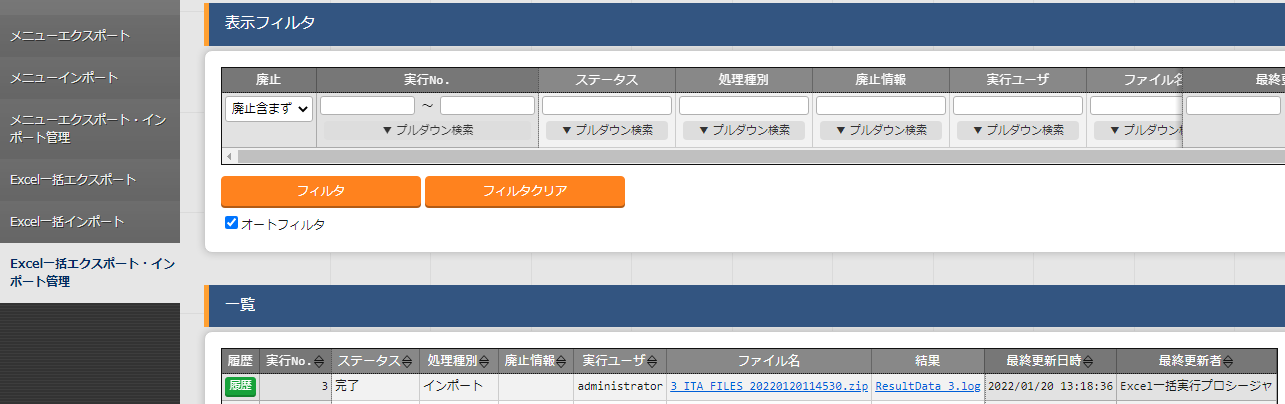 メニューエクスポート
メニューインポート
メニューエクスポート・イン
ポート管理
Excel一括エクスポート
Excel一括インポート
Excel一括エクスポート・イン
ポート管理
表示フィルタ
廃止 実行No. ステータス 処理種別 廃止情報 実行ユーザ ファイル名 最終更
廃止含まず ～
▼ プルダウン検索 ▼ プルダウン検索 ▼ プルダウン検索 ▼ プルダウン検索 ▼ プルダウン検索 ▼ プルダウン
フィルタ フィルタクリア
オートフィルタ
一覧
履歴 実行No. ステータス 処理種別 廃止情報 実行ユーザ ファイル名 結果 最終更新日時 最終更新者
履歴 3 完了 インポート administrator 3_ITA_FILES_20220120114530.zip ResultData_3.log 2022/01/20 13:18:36 Excel一括実行プロシージャ